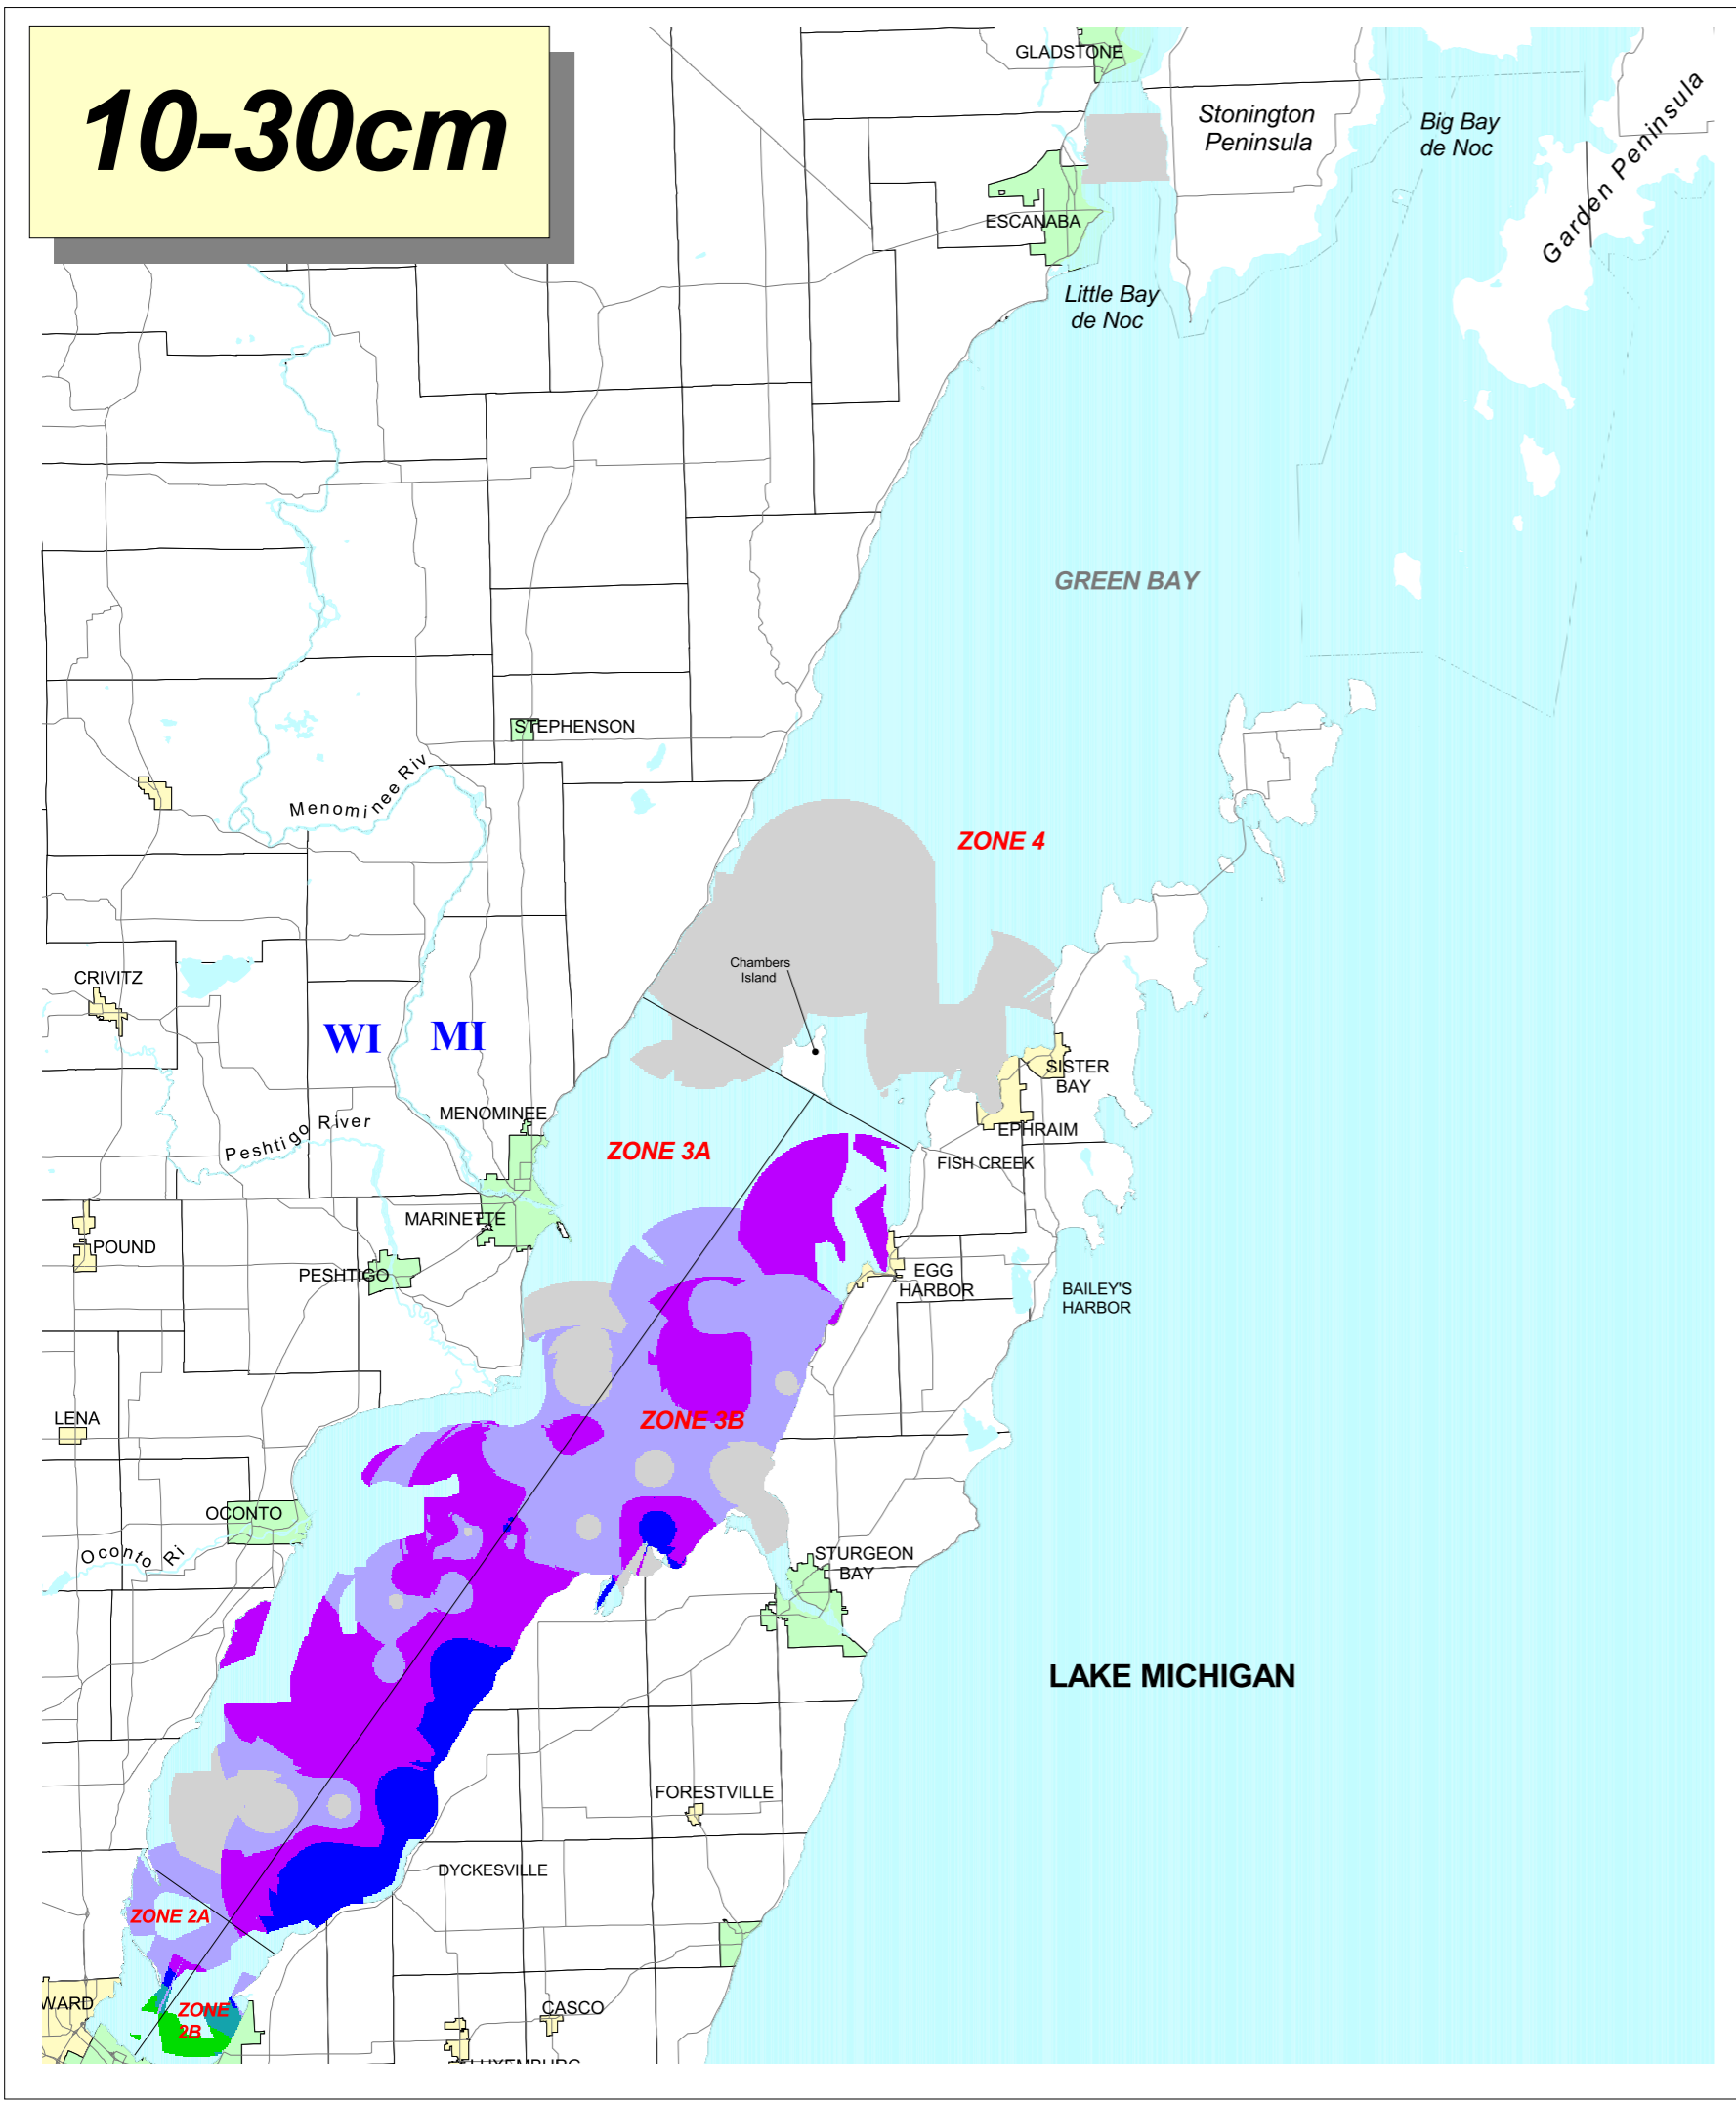 10-30cm
GLADSTONE
Stonington
Peninsula
Big Bay
de Noc
Garden Peninsula
ESCANABA
Little Bay
de Noc
GREEN BAY
STEPHENSON
Menominee Riv
ZONE 4
Chambers
Island
CRIVITZ
WI
MI
SISTER
BAY
MENOMINEE
EPHRAIM
Peshtigo River
ZONE 3A
FISH CREEK
MARINETTE
POUND
PESHTIGO
EGG
HARBOR
BAILEY'S
HARBOR
LENA
ZONE 3B
OCONTO
Oconto Ri
STURGEON
BAY
LAKE MICHIGAN
FORESTVILLE
DYCKESVILLE
ZONE 2A
WARD
ZONE
2B
CASCO
LUXEMBURG